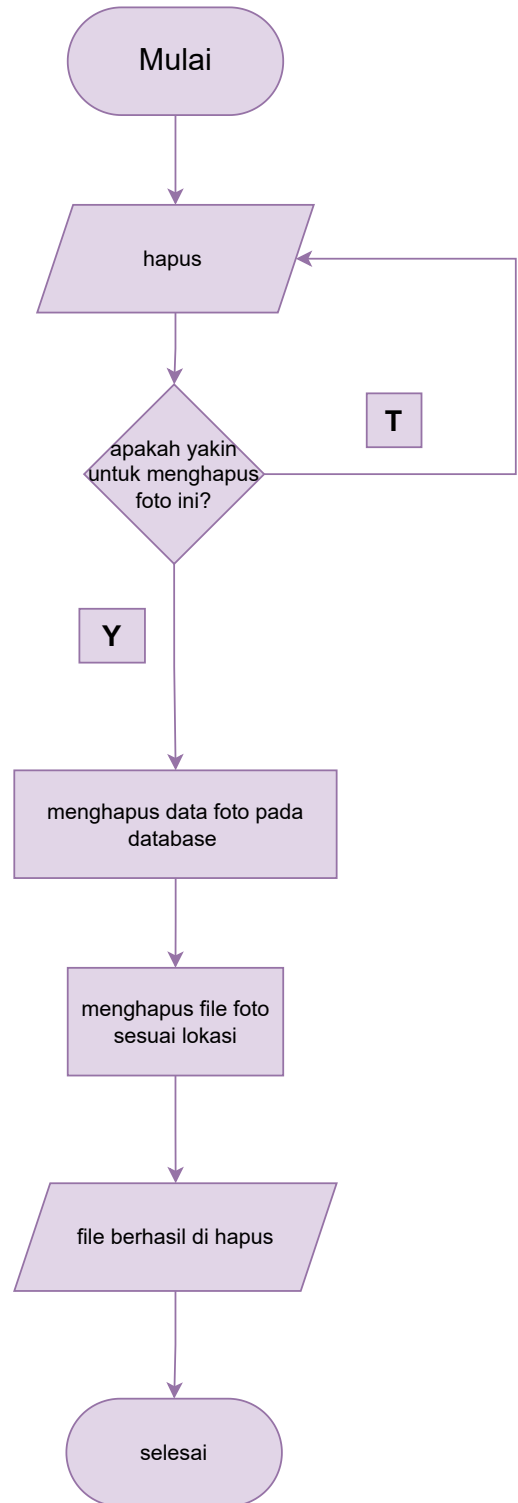 Mulai
hapus
T
apakah yakin
untuk menghapus
foto ini?
Y
menghapus data foto pada
database
menghapus file foto
sesuai lokasi
file berhasil di hapus
selesai